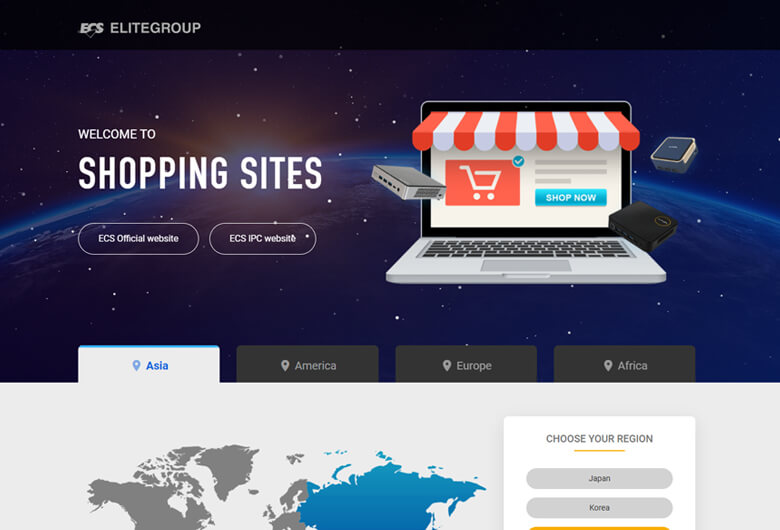 ECS ELITEGROUP
WELCOME TO
SHOPPING SITES
ECS Official website
ECS IPC website
SHOP NOW
Asia
America
Europe
Africa
CHOOSE YOUR REGION
Japan
Korea